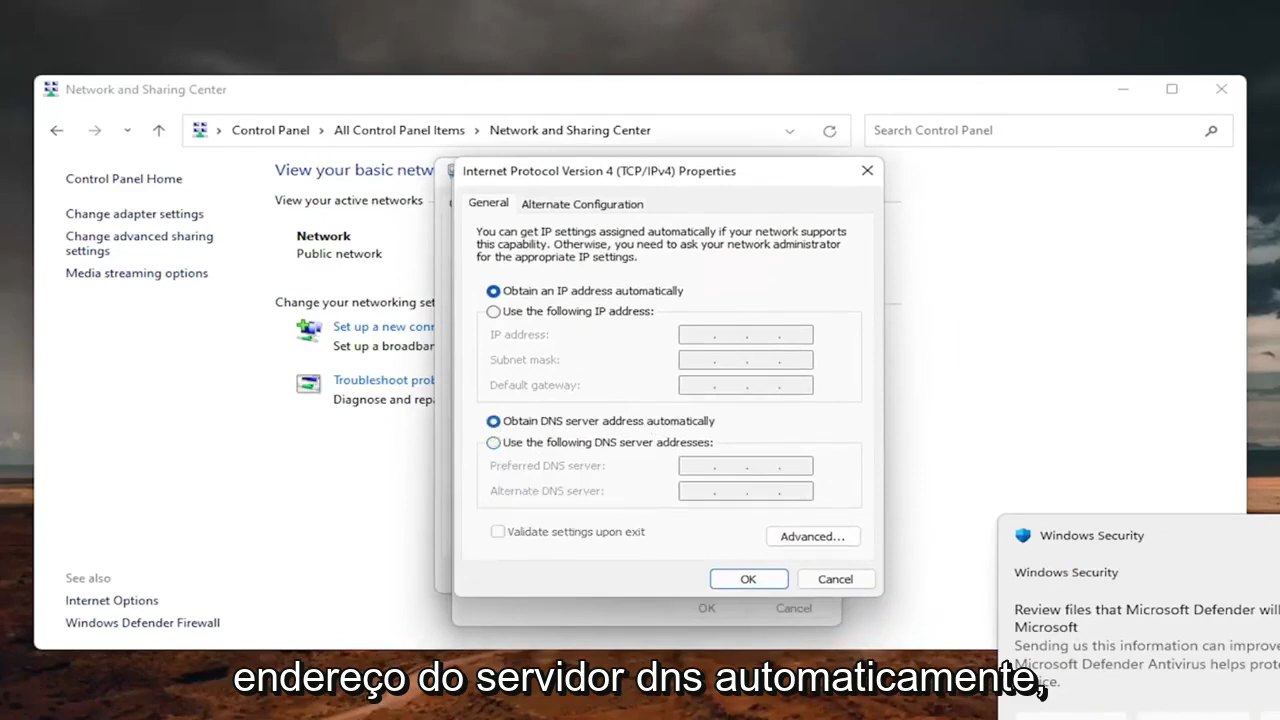 Network and Sharing Center
Control Panel > All Control Panel Items > Network and Sharing Center
Search Control Panel
Control Panel Home
Change adapter settings
Change advanced sharing
settings
Media streaming options
See also
Internet Options
Windows Defender Firewall
View your basic netw
View your active networks
Network
Public network
Change your networking set
Set up a new conn
Set up a broadbar
Troubleshoot prob
Diagnose and repa
Internet Protocol Version 4 (TCP/IPv4) Properties
General
Alternate Configuration
You can get IP settings assigned automatically if your network supports
this capability. Otherwise, you need to ask your network administrator
for the appropriate IP settings.
Obtain an IP address automatically
Use the following IP address:
IP address:
Subnet mask:
Default gateway:
Obtain DNS server address automatically
Use the following DNS server addresses:
Preferred DNS server:
Alternate DNS server:
Validate settings upon exit
Advanced...
OK
Cancel
OK
Cancel
Windows Security
Windows Security
Review files that Microsoft Defender will
Microsoft
Sending us this information can improve
Microsoft Defender Antivirus helps prote
ice.
endereço do servidor dns automaticamente,